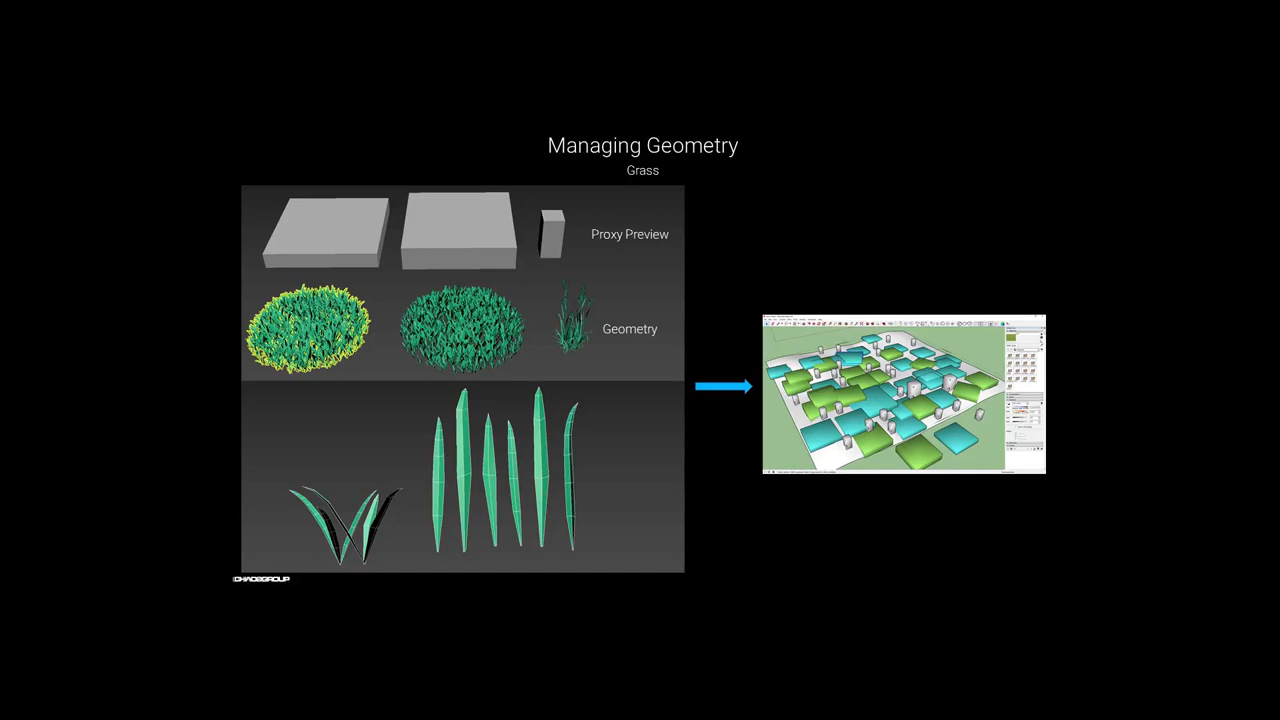 Managing Geometry
Grass
Proxy Preview
Geometry
CHAOSGROUP